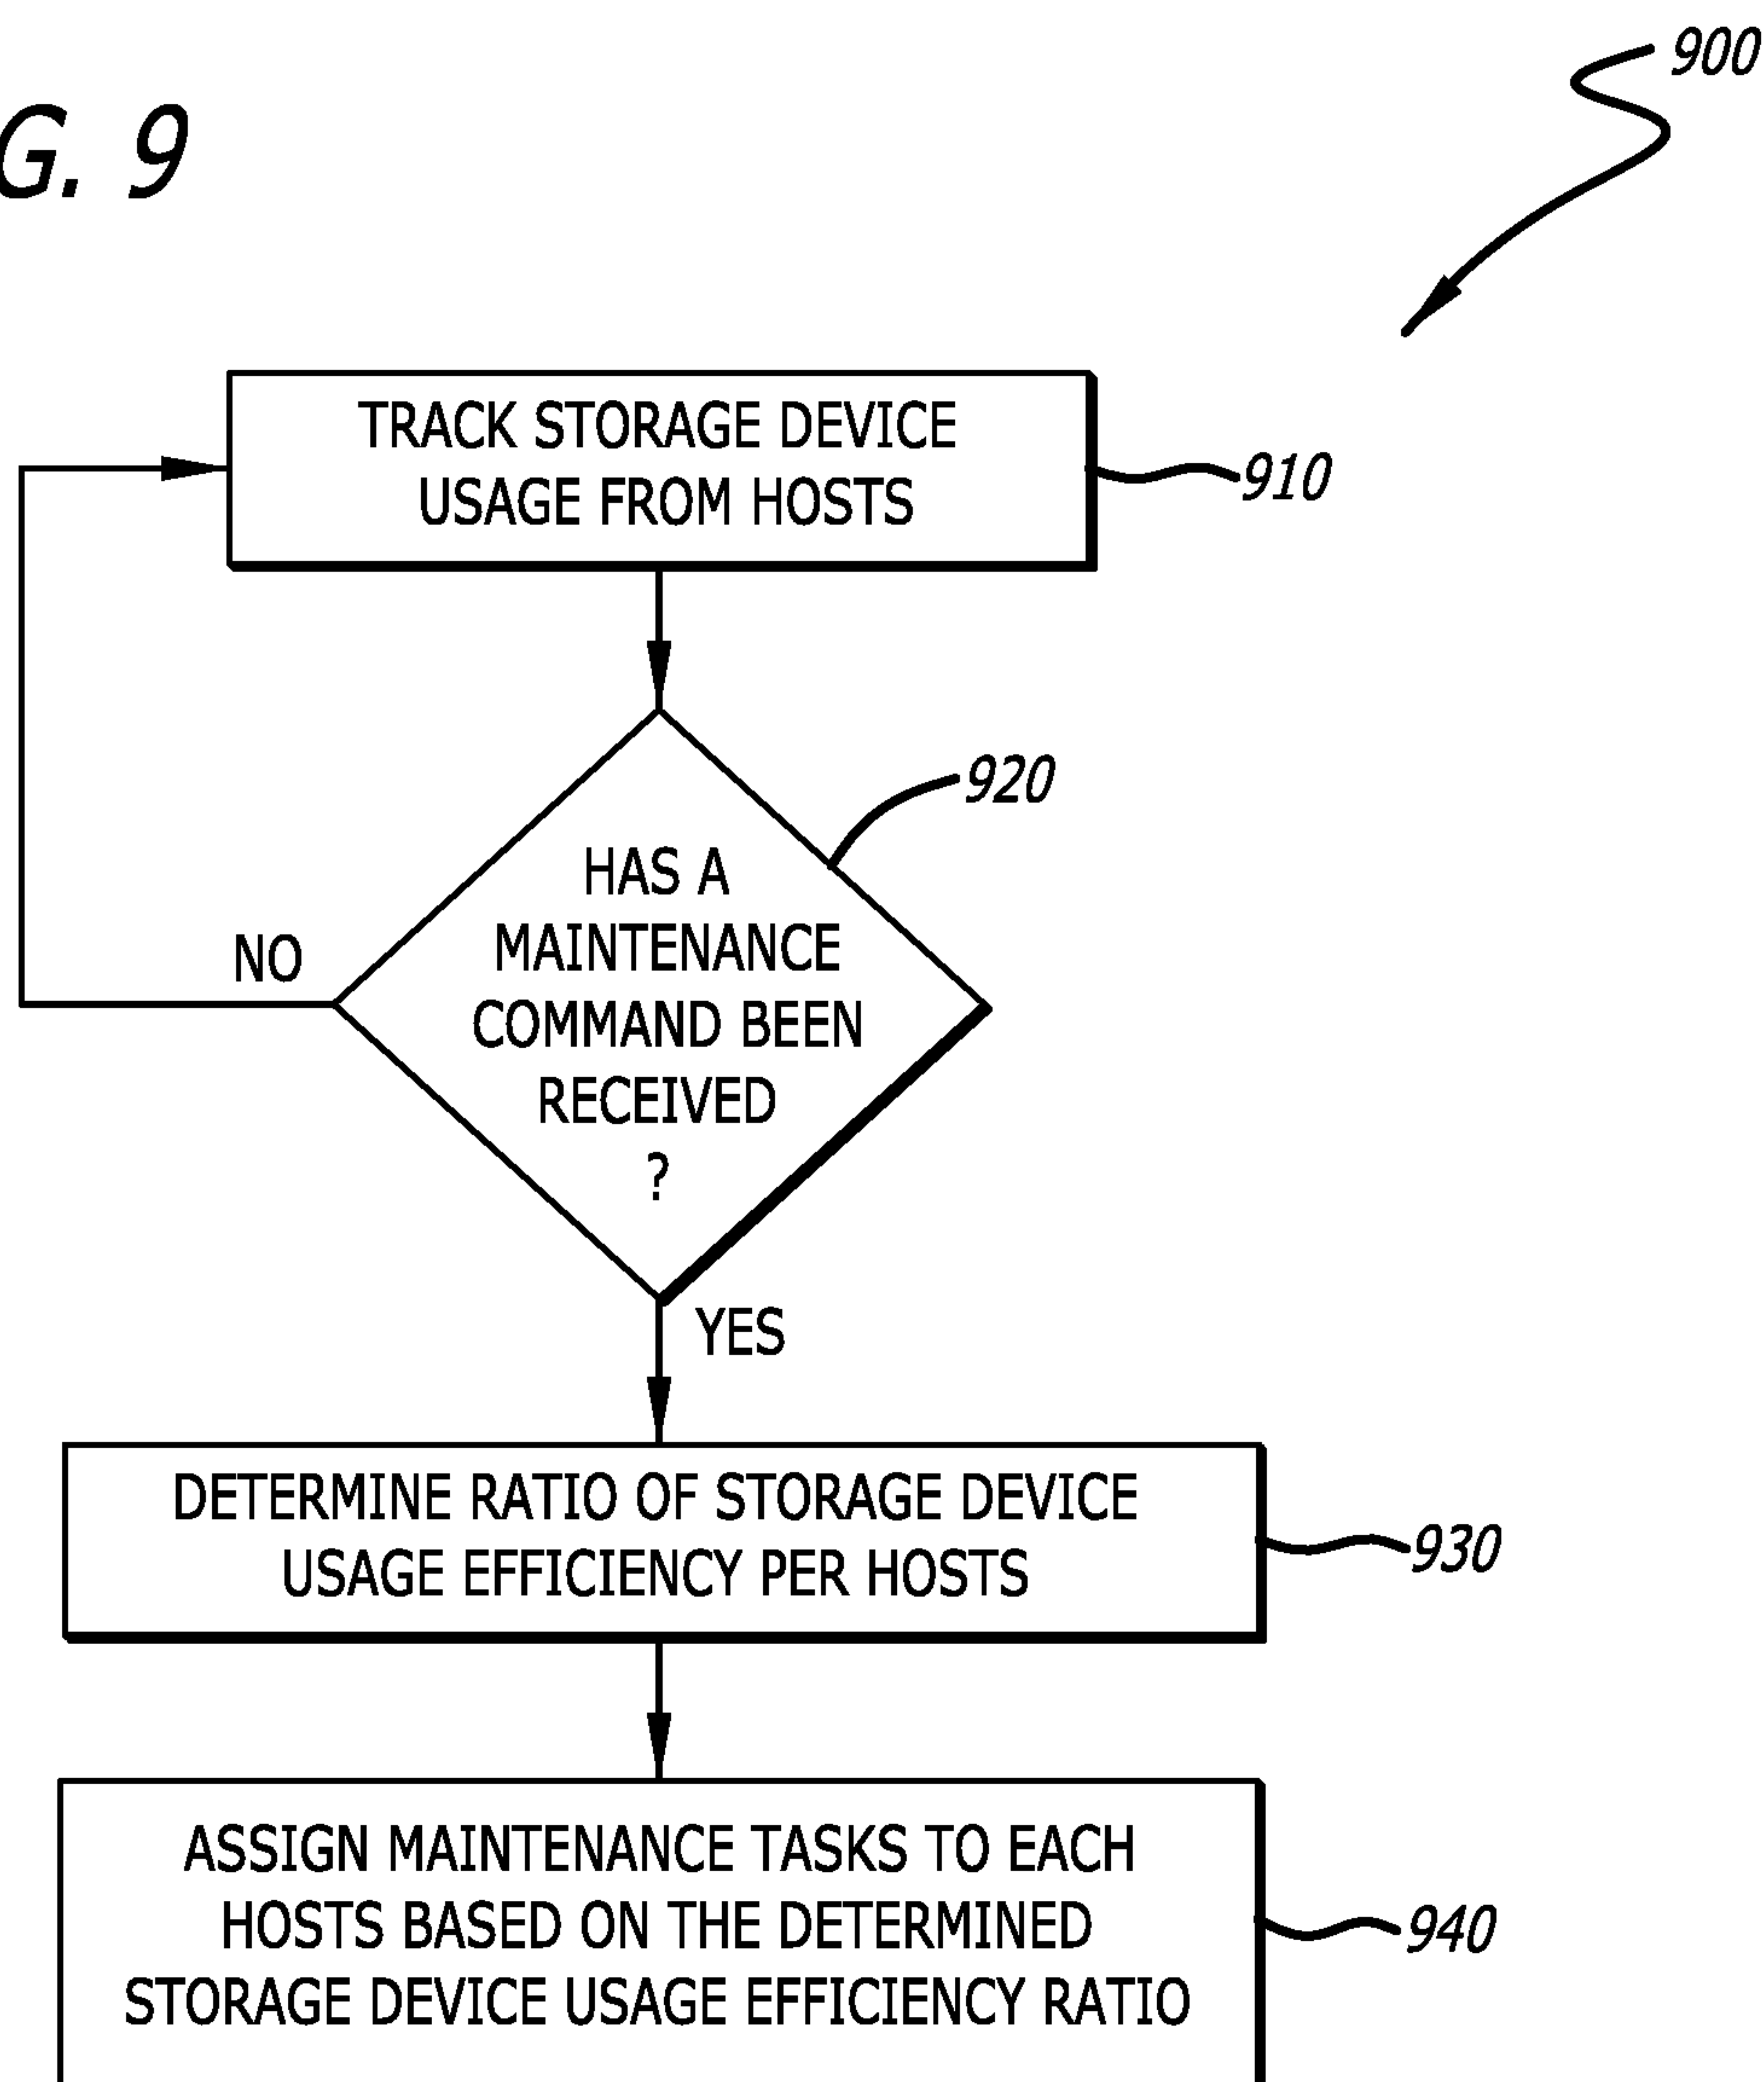 G. 9
900
TRACK STORAGE DEVICE
USAGE FROM HOSTS
910
920
HAS A
MAINTENANCE
COMMAND BEEN
RECEIVED
?
NO
YES
DETERMINE RATIO OF STORAGE DEVICE
USAGE EFFICIENCY PER HOSTS
930
ASSIGN MAINTENANCE TASKS TO EACH
HOSTS BASED ON THE DETERMINED
STORAGE DEVICE USAGE EFFICIENCY RATIO
940